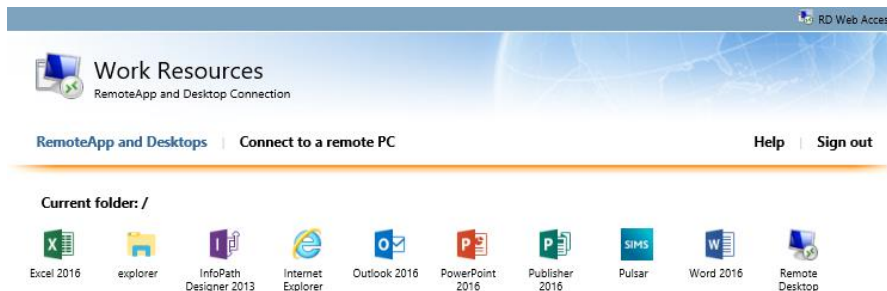 RD Web Acces
Work Resources
RemoteApp and Desktop Connection
RemoteApp and Desktops | Connect to a remote PC
Help | Sign out
Current folder: /
Excel 2016
explorer
InfoPath
Designer 2013
Internet
Explorer
Outlook 2016
PowerPoint
2016
Publisher
2016
SIMS
Pulsar
Word 2016
Remote
Desktop